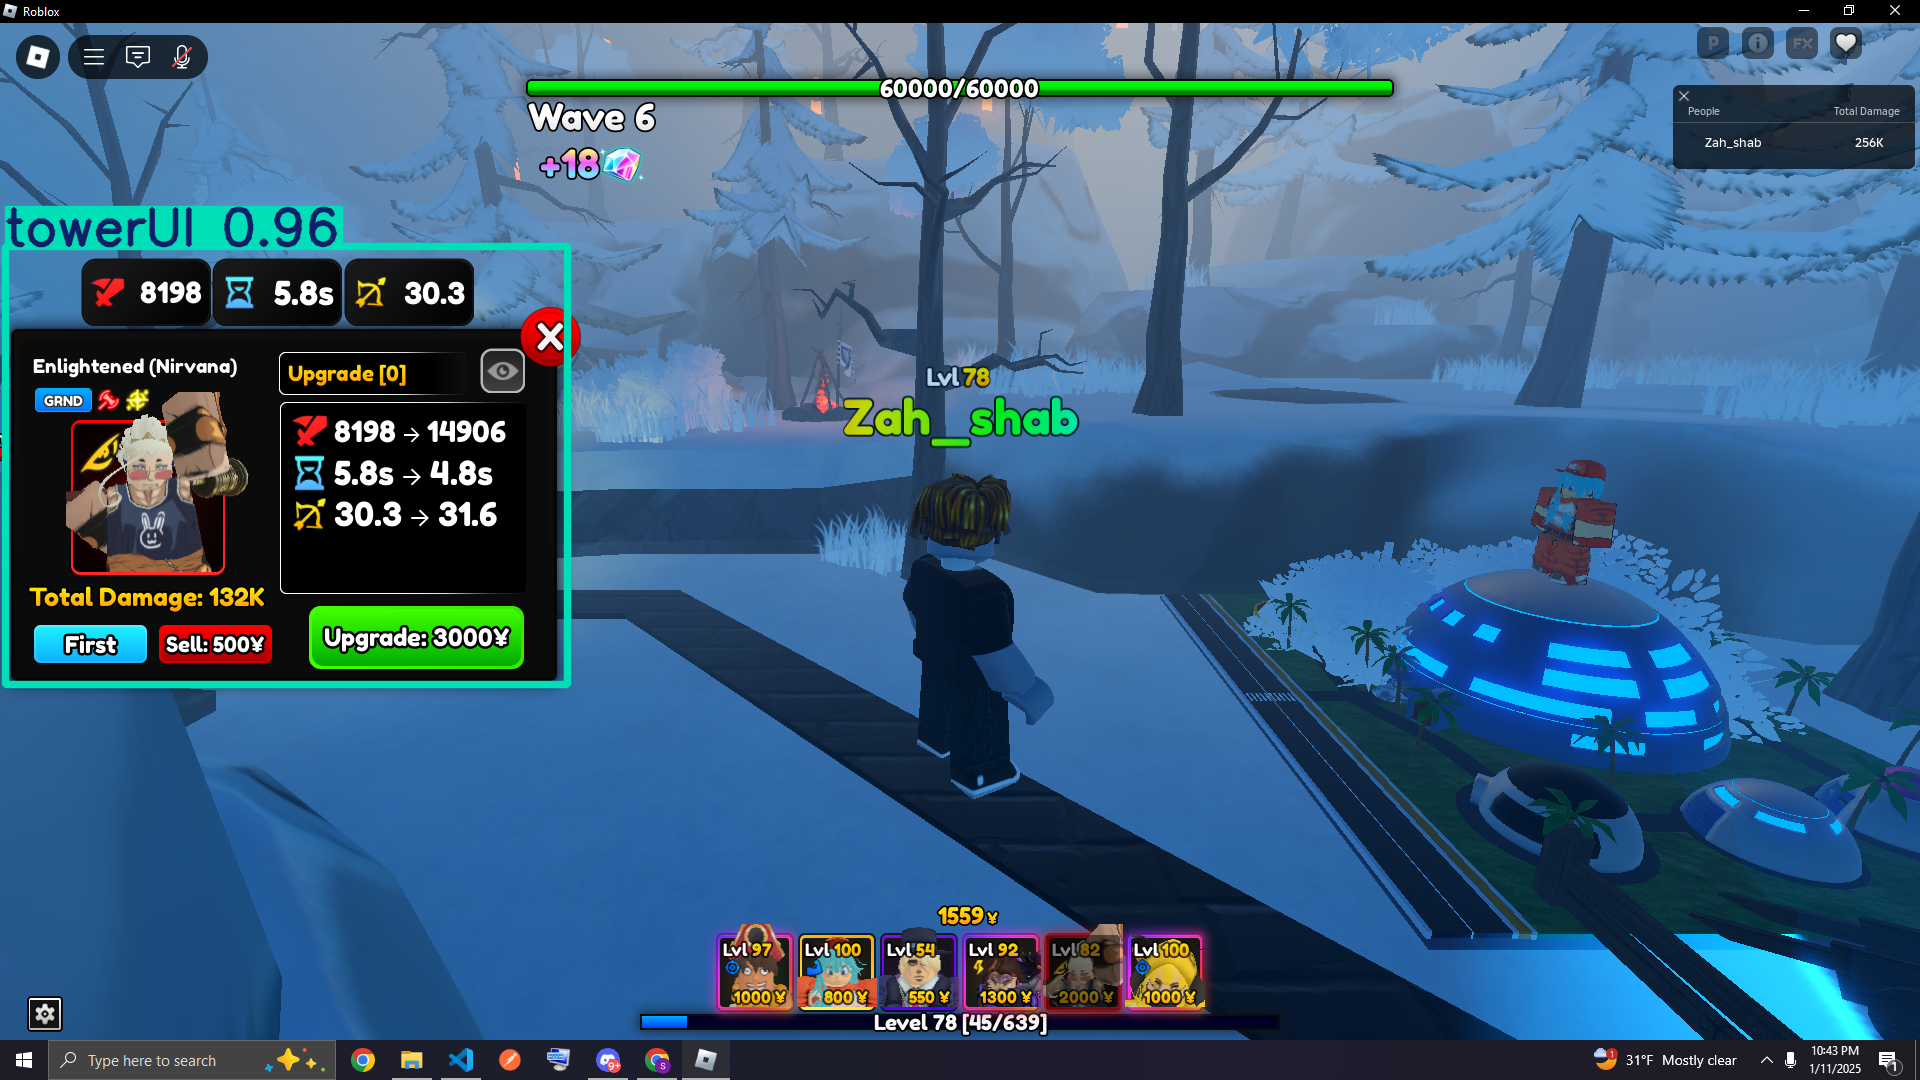 Roblox
P
FX
60000/60000
Wave 6
+18
People Total Damage
Zah_shab 256K
towerUI 0.96
8198 5.8s 30.3
Enlightened (Nirvana)
GRND
Upgrade [0]
8198 → 14906
5.8s → 4.8s
30.3 → 31.6
Total Damage: 132K
First Sell: 500¥ Upgrade: 3000¥
Lvl 78
Zah_shab
1559 ¥
Lvl 97 Lvl 100 Lvl 54 Lvl 92 Lvl 82 Lvl 100
1000 ¥ 800 ¥ 550 ¥ 1300 ¥ 2000 ¥ 1000 ¥
Level 78 [45/639]
Type here to search
9+
S
1
31°F Mostly clear
10:43 PM
1/11/2025
1